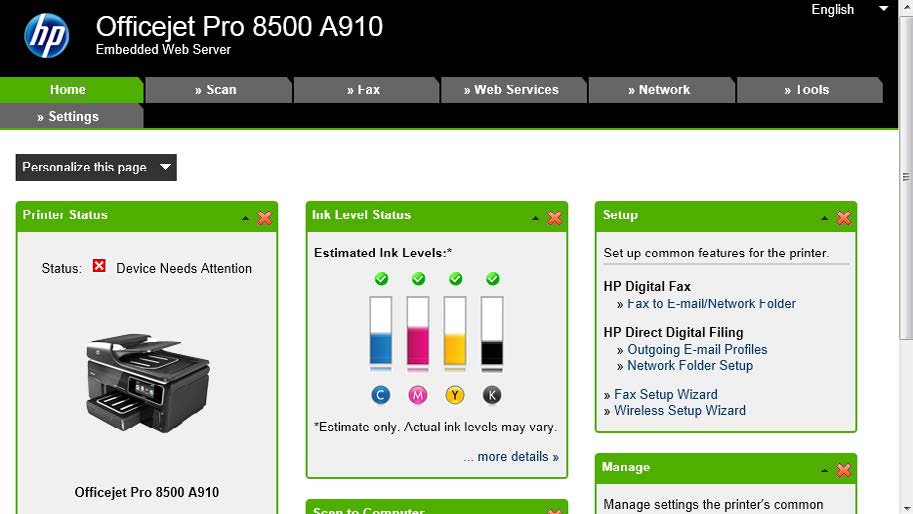 English
hp
Officejet Pro 8500 A910
Embedded Web Server
Home
» Scan
» Fax
» Web Services
» Network
» Tools
» Settings
Personalize this page
Printer Status
Status: Device Needs Attention
Officejet Pro 8500 A910
Ink Level Status
Estimated Ink Levels:*
C M Y K
*Estimate only. Actual ink levels may vary.
... more details »
Scan to Computer
Setup
Set up common features for the printer.
HP Digital Fax
» Fax to E-mail/Network Folder
HP Direct Digital Filing
» Outgoing E-mail Profiles
» Network Folder Setup
» Fax Setup Wizard
» Wireless Setup Wizard
Manage
Manage settings the printer's common